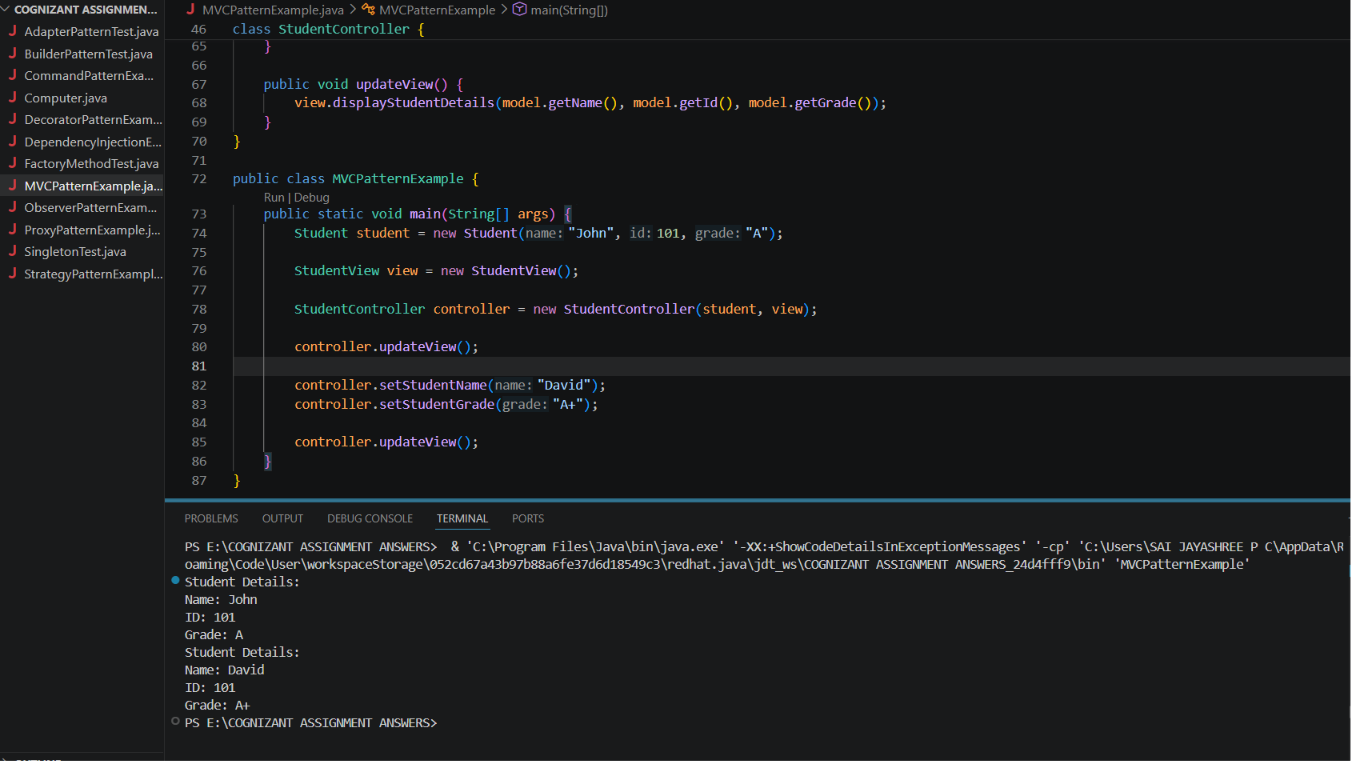 COGNIZANT ASSIGNMEN...
AdapterPatternTest.java
BuilderPatternTest.java
CommandPatternExa...
Computer.java
DecoratorPatternExam...
DependencyInjectionE...
FactoryMethodTest.java
MVCPatternExample.ja...
ObserverPatternExam...
ProxyPatternExample.j...
SingletonTest.java
StrategyPatternExampl...
MVCPatternExample.java > MVCPatternExample > main(String[])
46 class StudentController {
65 }
66
67 public void updateView() {
68 view.displayStudentDetails(model.getName(), model.getId(), model.getGrade());
69 }
70 }
71
72 public class MVCPatternExample {
Run | Debug
73 public static void main(String[] args) {
74 Student student = new Student(name: "John", id: 101, grade: "A");
75
76 StudentView view = new StudentView();
77
78 StudentController controller = new StudentController(student, view);
79
80 controller.updateView();
81
82 controller.setStudentName(name: "David");
83 controller.setStudentGrade(grade: "A+");
84
85 controller.updateView();
86 }
87 }
PROBLEMS OUTPUT DEBUG CONSOLE TERMINAL PORTS
PS E:\COGNIZANT ASSIGNMENT ANSWERS> & 'C:\Program Files\Java\bin\java.exe' '-XX:+ShowCodeDetailsInExceptionMessages' '-cp' 'C:\Users\SAI JAYASHREE P C\AppData\R
oaming\Code\User\workspaceStorage\052cd67a43b97b88a6fe37d6d18549c3\redhat.java\jdt_ws\COGNIZANT ASSIGNMENT ANSWERS_24d4fff9\bin' 'MVCPatternExample'
Student Details:
Name: John
ID: 101
Grade: A
Student Details:
Name: David
ID: 101
Grade: A+
PS E:\COGNIZANT ASSIGNMENT ANSWERS>